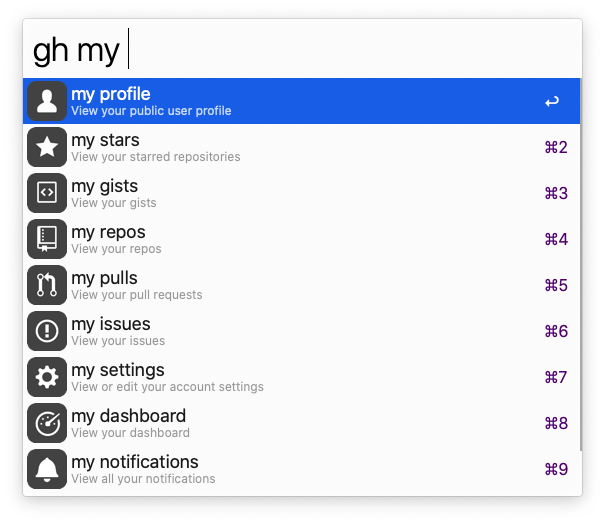 gh my
my profile
View your public user profile
↩
my stars
View your starred repositories
⌘2
my gists
View your gists
⌘3
my repos
View your repos
⌘4
my pulls
View your pull requests
⌘5
my issues
View your issues
⌘6
my settings
View or edit your account settings
⌘7
my dashboard
View your dashboard
⌘8
my notifications
View all your notifications
⌘9